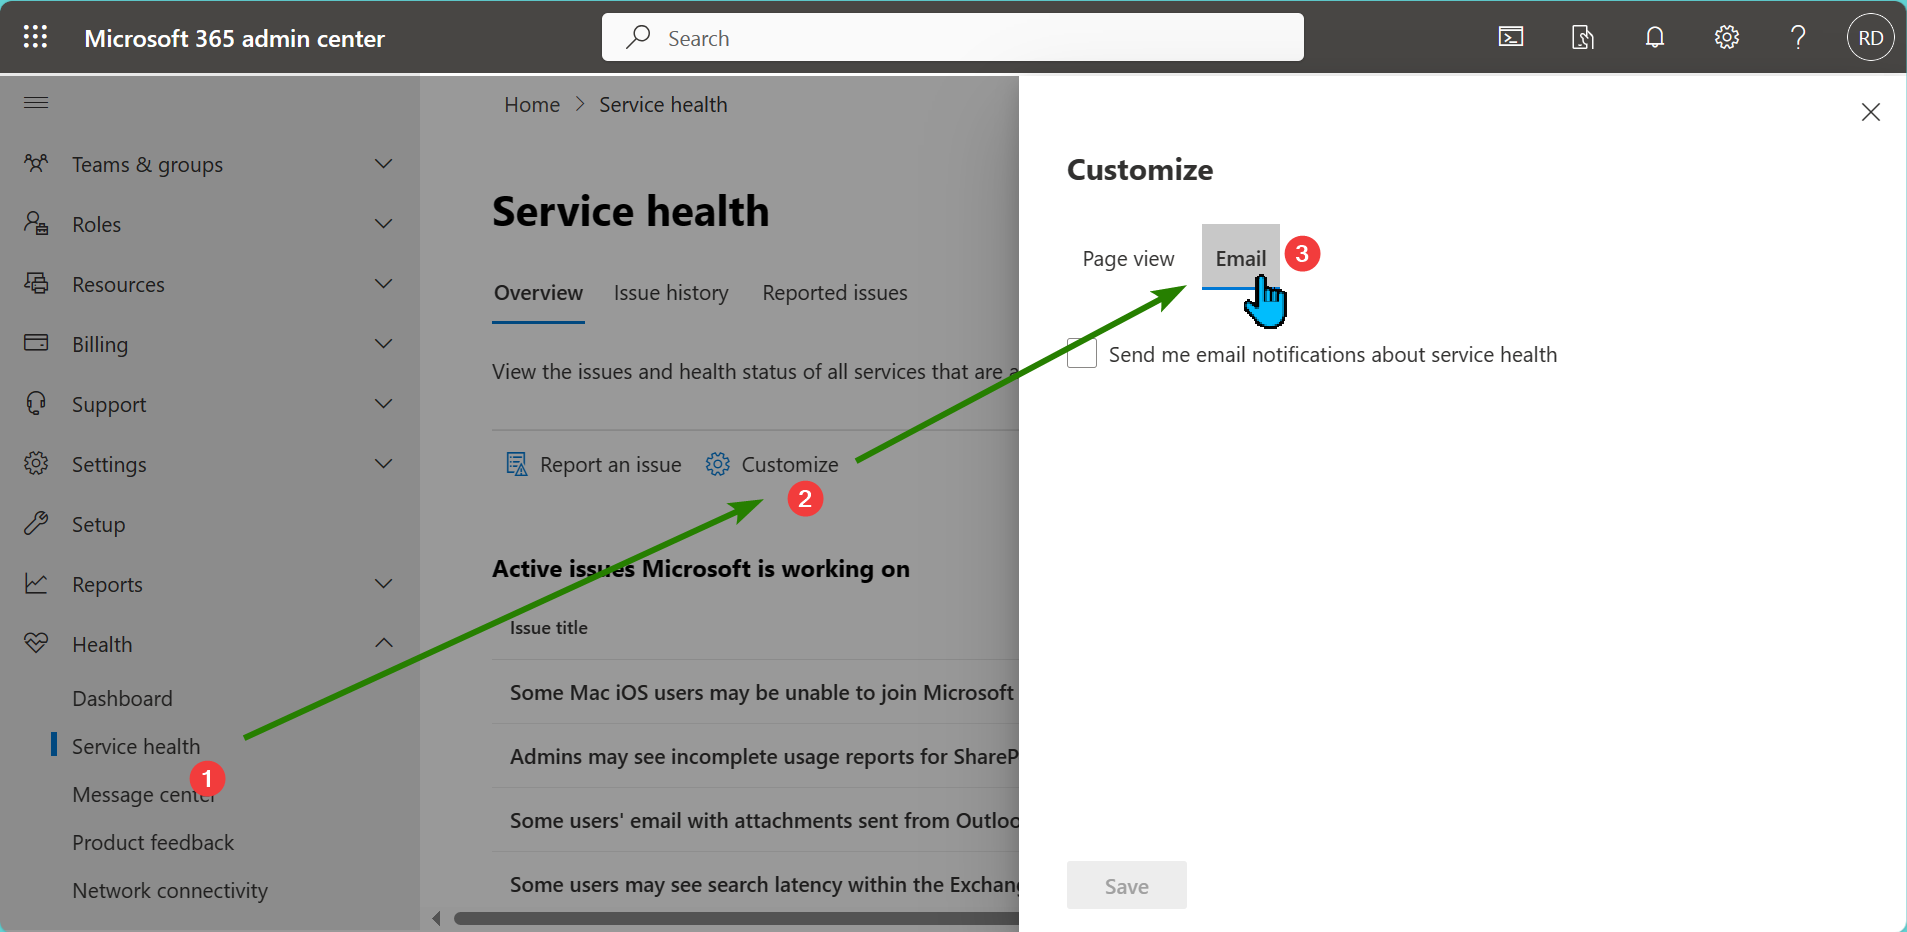 Microsoft 365 admin center
Search
RD
Teams & groups
Roles
Resources
Billing
Support
Settings
Setup
Reports
Health
Dashboard
Service health
1
Message center
Product feedback
Network connectivity
Home > Service health
Service health
Overview Issue history Reported issues
View the issues and health status of all services that are a
Report an issue Customize
2
Active issues Microsoft is working on
Issue title
Some Mac iOS users may be unable to join Microsoft
Admins may see incomplete usage reports for ShareP
Some users' email with attachments sent from Outloo
Some users may see search latency within the Exchang
Customize
Page view Email 3
Send me email notifications about service health
Save